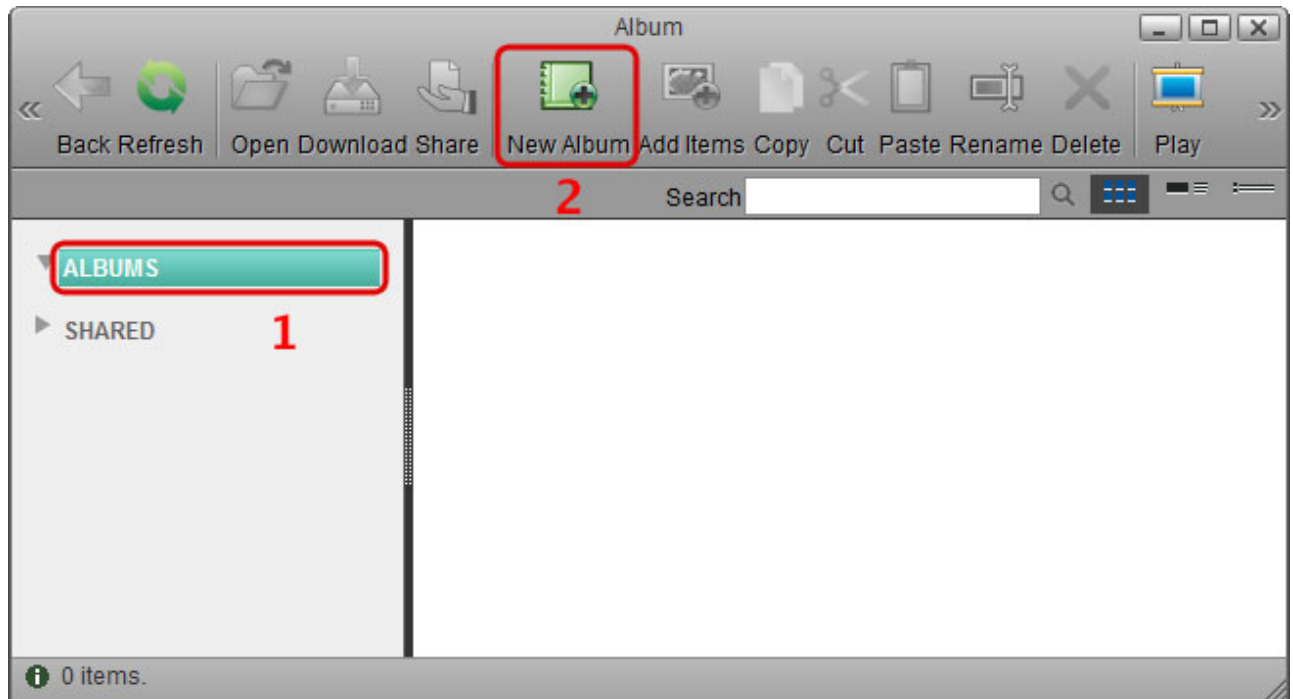 Album
Back Refresh Open Download Share New Album Add Items Copy Cut Paste Rename Delete Play
2
Search
ALBUMS
SHARED
1
0 items.